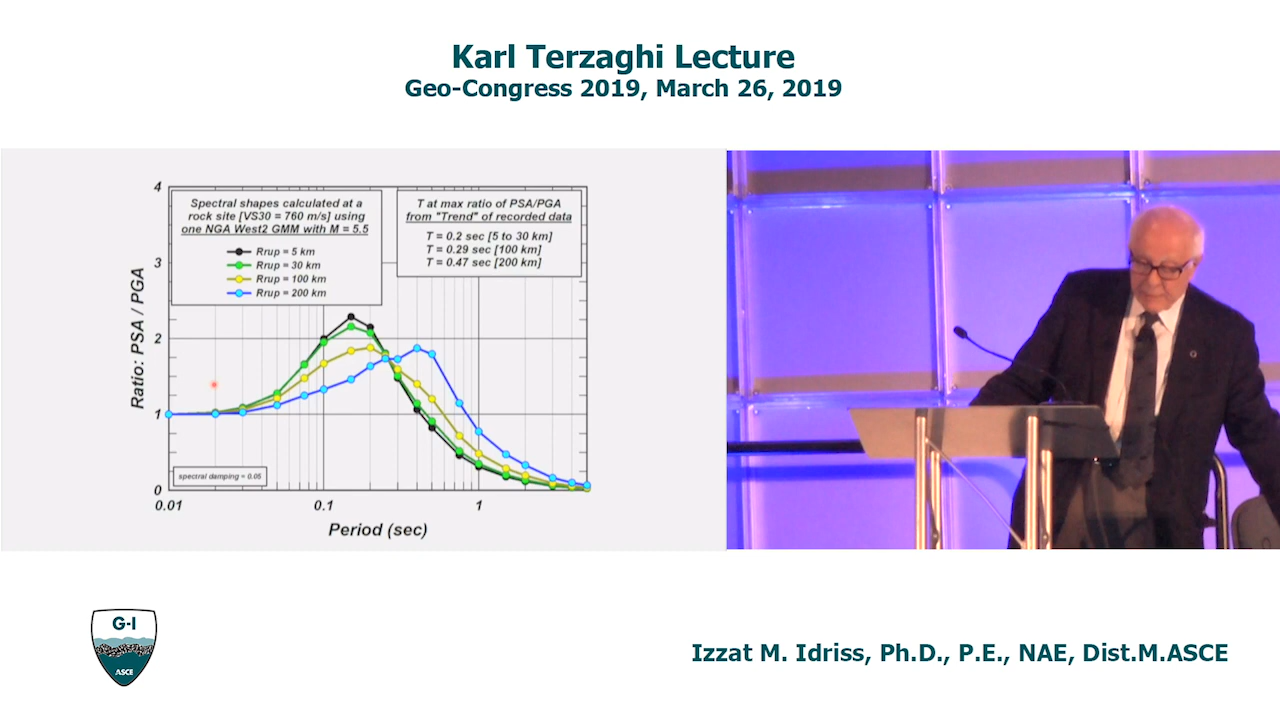 Karl Terzaghi Lecture
Geo-Congress 2019, March 26, 2019
Spectral shapes calculated at a
rock site [VS30 = 760 m/s] using
one NGA West2 GMM with M = 5.5
Rrup = 5 km
Rrup = 30 km
Rrup = 100 km
Rrup = 200 km
T at max ratio of PSA/PGA
from "Trend" of recorded data
T = 0.2 sec [5 to 30 km]
T = 0.29 sec [100 km]
T = 0.47 sec [200 km]
Ratio: PSA / PGA
4
3
2
1
0
spectral damping = 0.05
0.01
0.1
1
Period (sec)
G-I
ASCE
Izzat M. Idriss, Ph.D., P.E., NAE, Dist.M.ASCE